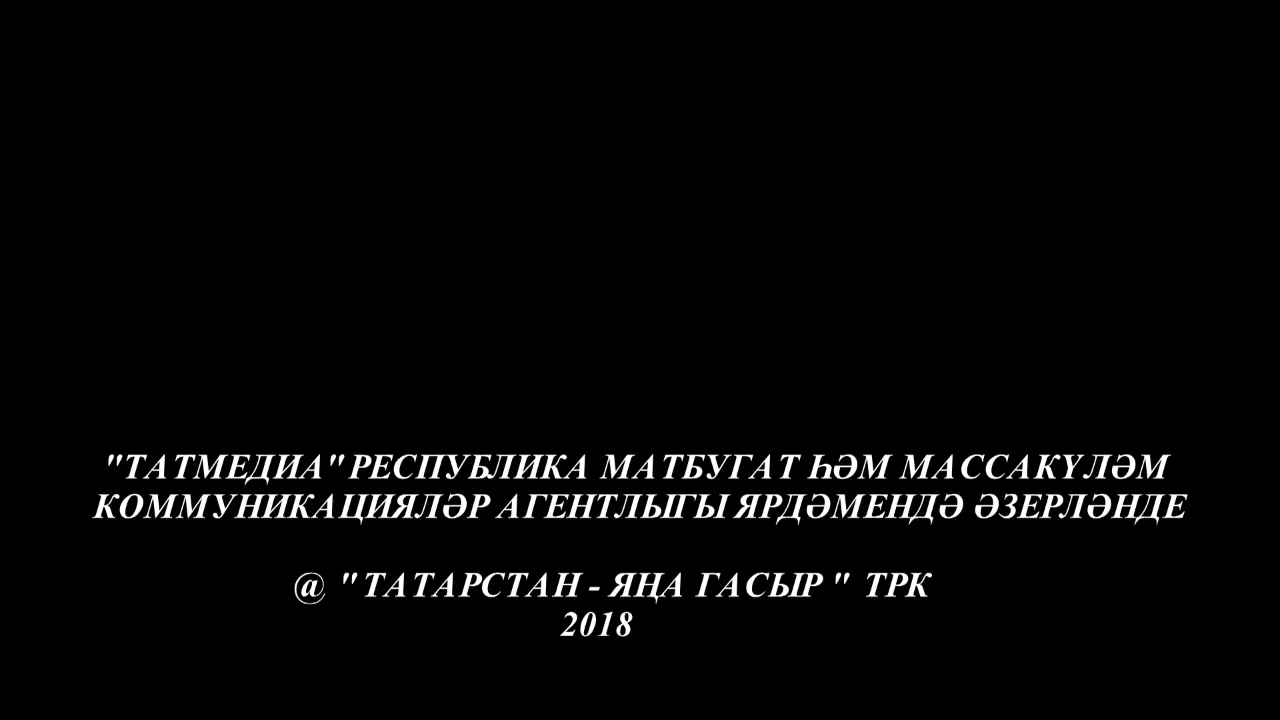 "ТАТМЕДИА" РЕСПУБЛИКА МАТБУГАТ ҺӘМ МАССАКҮЛӘМ
КОММУНИКАЦИЯЛӘР АГЕНТЛЫГЫ ЯРДӘМЕНДӘ ӘЗЕРЛӘНДЕ
@ "ТАТАРСТАН - ЯҢА ГАСЫР " ТРК
2018